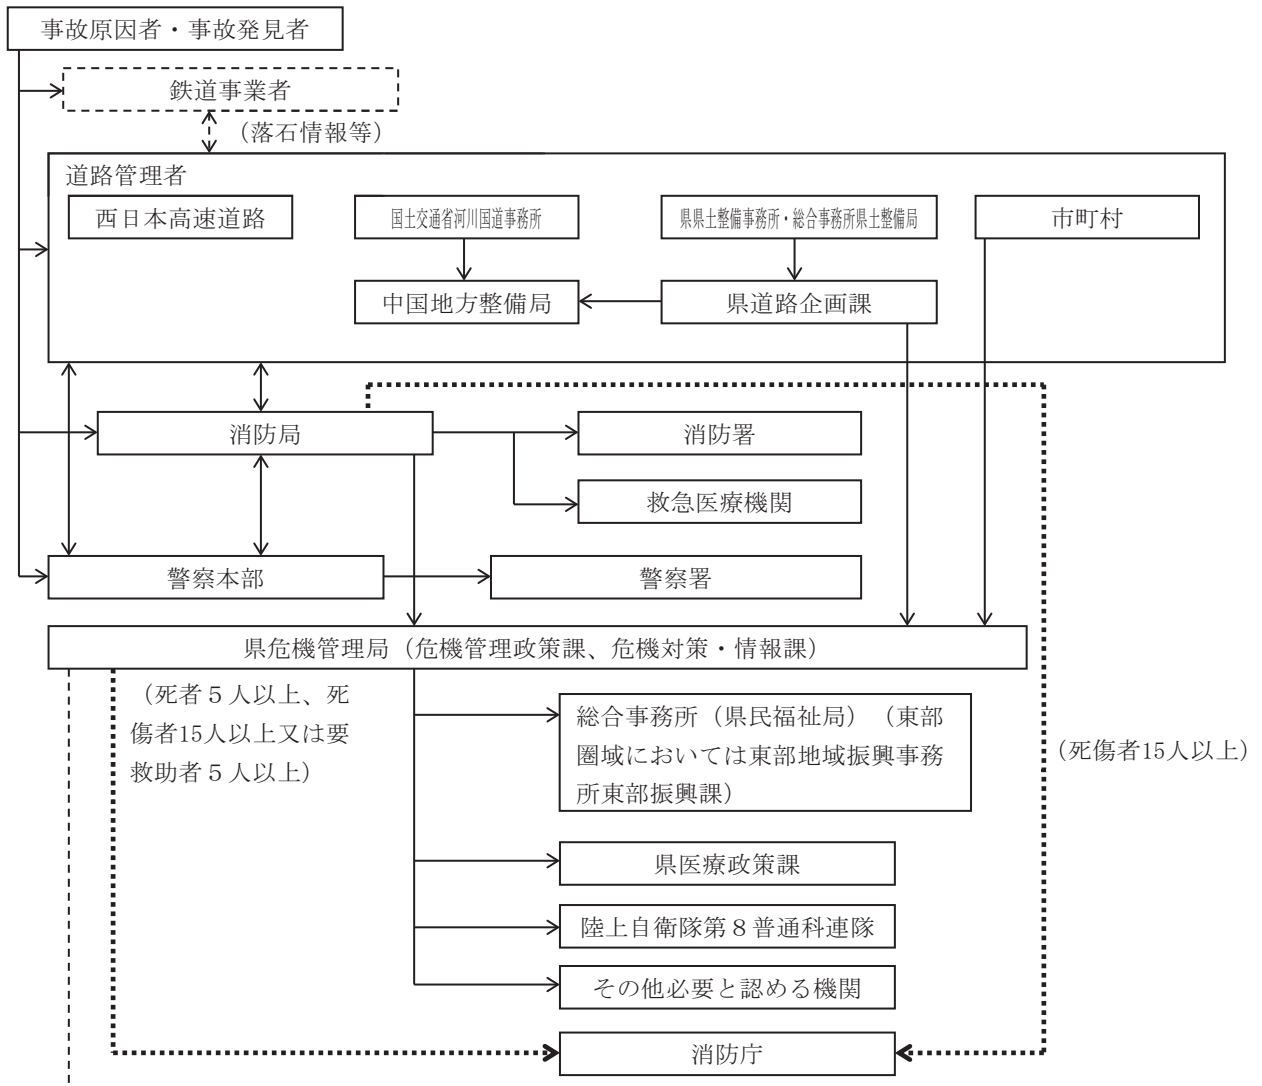 事故原因者・事故発見者
鉄道事業者
（落石情報等）
道路管理者
西日本高速道路
国土交通省河川国道事務所
県県土整備事務所・総合事務所県土整備局
市町村
中国地方整備局
県道路企画課
消防局
消防署
救急医療機関
警察本部
警察署
県危機管理局（危機管理政策課、危機対策・情報課）
（死者５人以上、死
傷者15人以上又は要
救助者５人以上）
総合事務所（県民福祉局）（東部
圏域においては東部地域振興事務
所東部振興課）
（死傷者15人以上）
県医療政策課
陸上自衛隊第８普通科連隊
その他必要と認める機関
消防庁